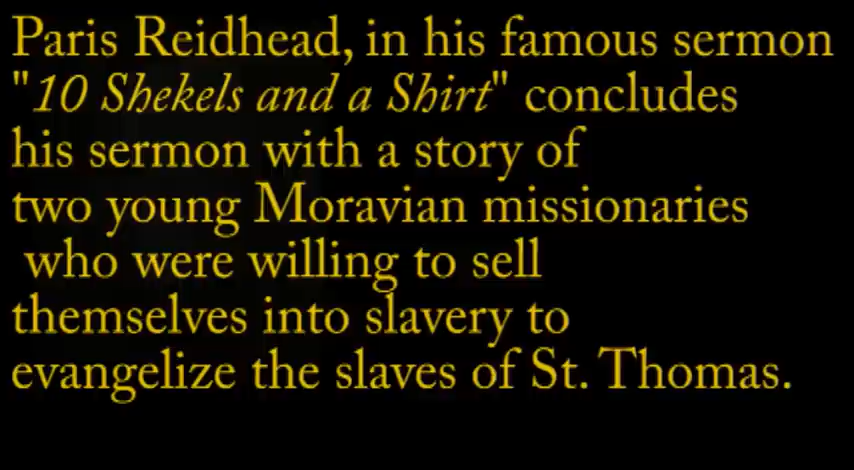 Paris Reidhead, in his famous sermon
"10 Shekels and a Shirt" concludes
his sermon with a story of
two young Moravian missionaries
who were willing to sell
themselves into slavery to
evangelize the slaves of St. Thomas.